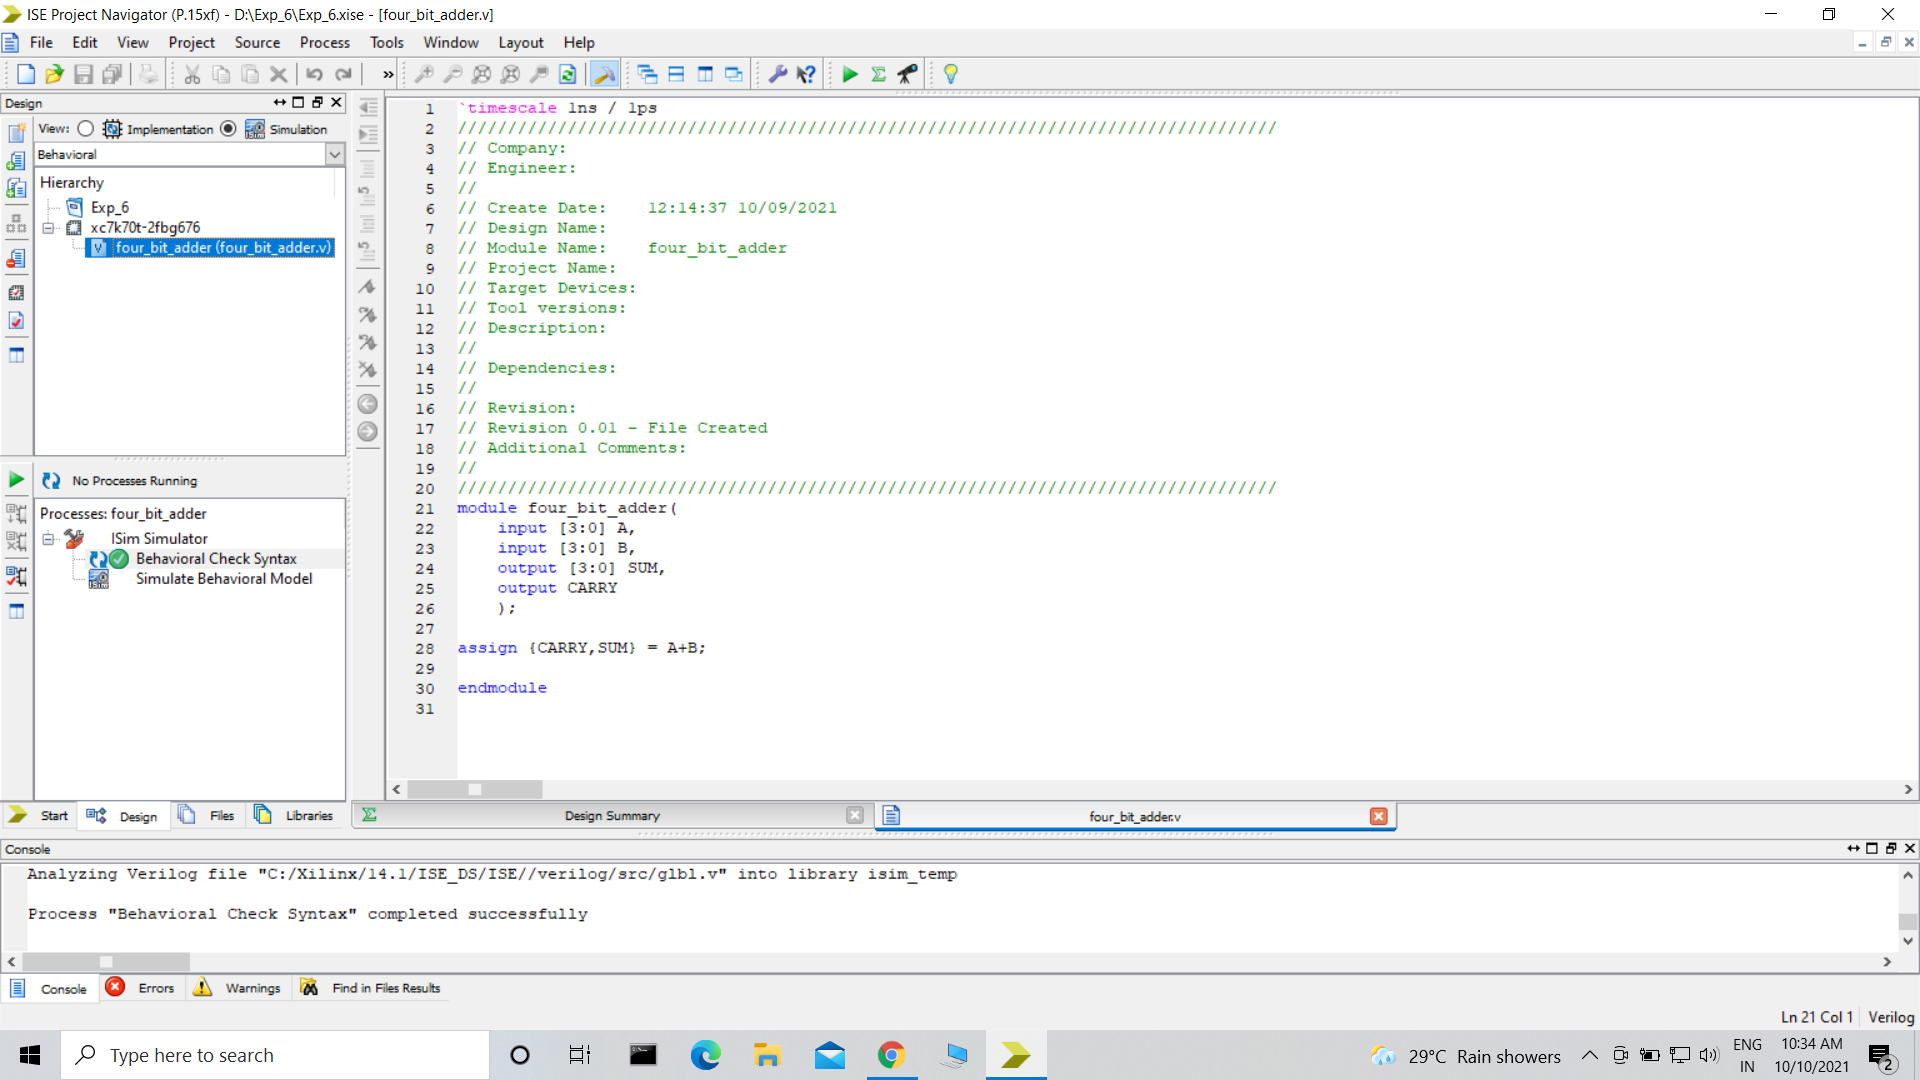 ISE Project Navigator (P.15xf) - D:\Exp_6\Exp_6.xise - [four_bit_adder.v]
File Edit View Project Source Process Tools Window Layout Help
»
Design
View: Implementation Simulation
Behavioral
Hierarchy
Exp_6
xc7k70t-2fbg676
four_bit_adder (four_bit_adder.v)
No Processes Running
Processes: four_bit_adder
ISim Simulator
Behavioral Check Syntax
Simulate Behavioral Model
Start Design Files Libraries
1 `timescale 1ns / 1ps
2 //////////////////////////////////////////////////////////////////////////////////
3 // Company:
4 // Engineer:
5 //
6 // Create Date:    12:14:37 10/09/2021
7 // Design Name:
8 // Module Name:    four_bit_adder
9 // Project Name:
10 // Target Devices:
11 // Tool versions:
12 // Description:
13 //
14 // Dependencies:
15 //
16 // Revision:
17 // Revision 0.01 - File Created
18 // Additional Comments:
19 //
20 //////////////////////////////////////////////////////////////////////////////////
21 module four_bit_adder(
22     input [3:0] A,
23     input [3:0] B,
24     output [3:0] SUM,
25     output CARRY
26     );
27
28 assign {CARRY,SUM} = A+B;
29
30 endmodule
31
Design Summary four_bit_adder.v
Console
Analyzing Verilog file "C:/Xilinx/14.1/ISE_DS/ISE//verilog/src/glbl.v" into library isim_temp
Process "Behavioral Check Syntax" completed successfully
Console Errors Warnings Find in Files Results
Ln 21 Col 1 Verilog
Type here to search
29°C Rain showers
ENG
IN
10:34 AM
10/10/2021
2